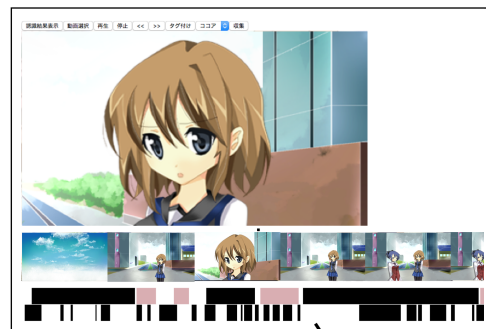 認識結果表示 動画選択 再生 停止 << >> タグ付け ココア 収集